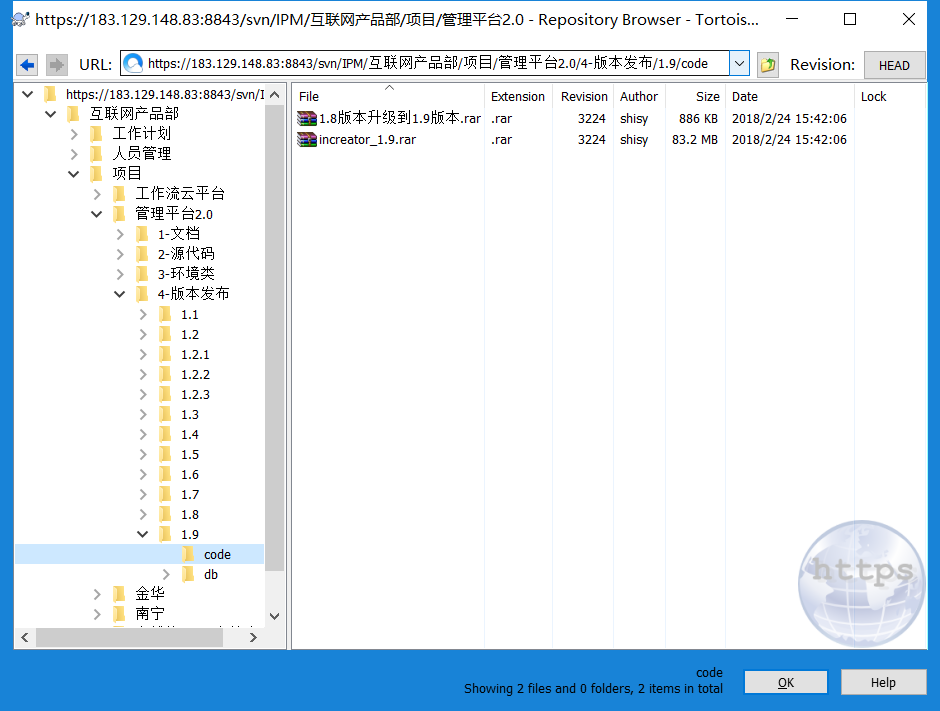 https://183.129.148.83:8843/svn/IPM/互联网产品部/项目/管理平台2.0 - Repository Browser - Tortois...
URL: https://183.129.148.83:8843/svn/IPM/互联网产品部/项目/管理平台2.0/4-版本发布/1.9/code Revision: HEAD
https://183.129.148.83:8843/svn/I
互联网产品部
工作计划
人员管理
项目
工作流云平台
管理平台2.0
1-文档
2-源代码
3-环境类
4-版本发布
1.1
1.2
1.2.1
1.2.2
1.2.3
1.3
1.4
1.5
1.6
1.7
1.8
1.9
code
db
金华
南宁
File Extension Revision Author Size Date Lock
1.8版本升级到1.9版本.rar .rar 3224 shisy 886 KB 2018/2/24 15:42:06
increator_1.9.rar .rar 3224 shisy 83.2 MB 2018/2/24 15:42:06
https
code
Showing 2 files and 0 folders, 2 items in total
OK Help